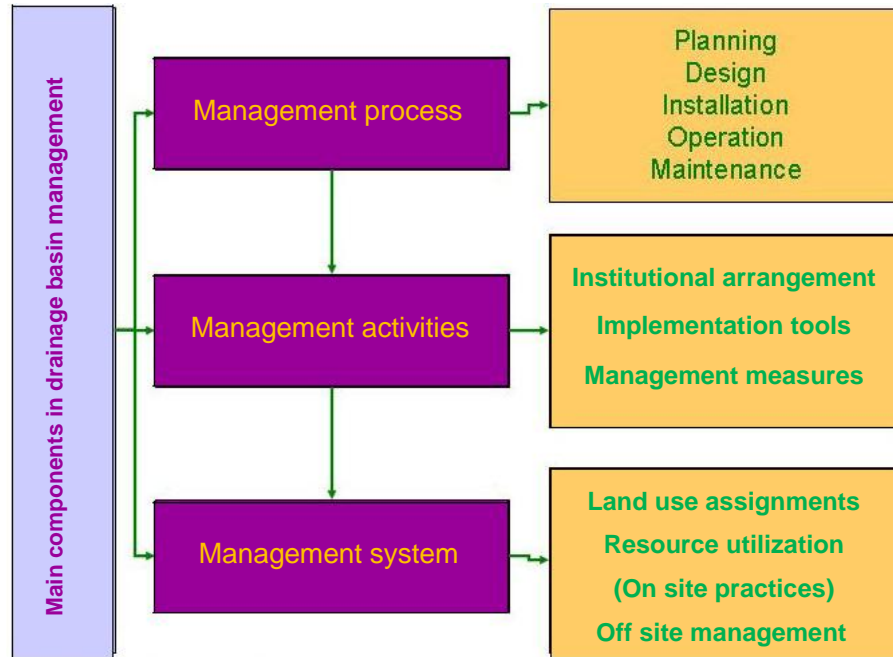 Main components in drainage basin management
Management process
Planning
Design
Installation
Operation
Maintenance
Management activities
Institutional arrangement
Implementation tools
Management measures
Management system
Land use assignments
Resource utilization
(On site practices)
Off site management